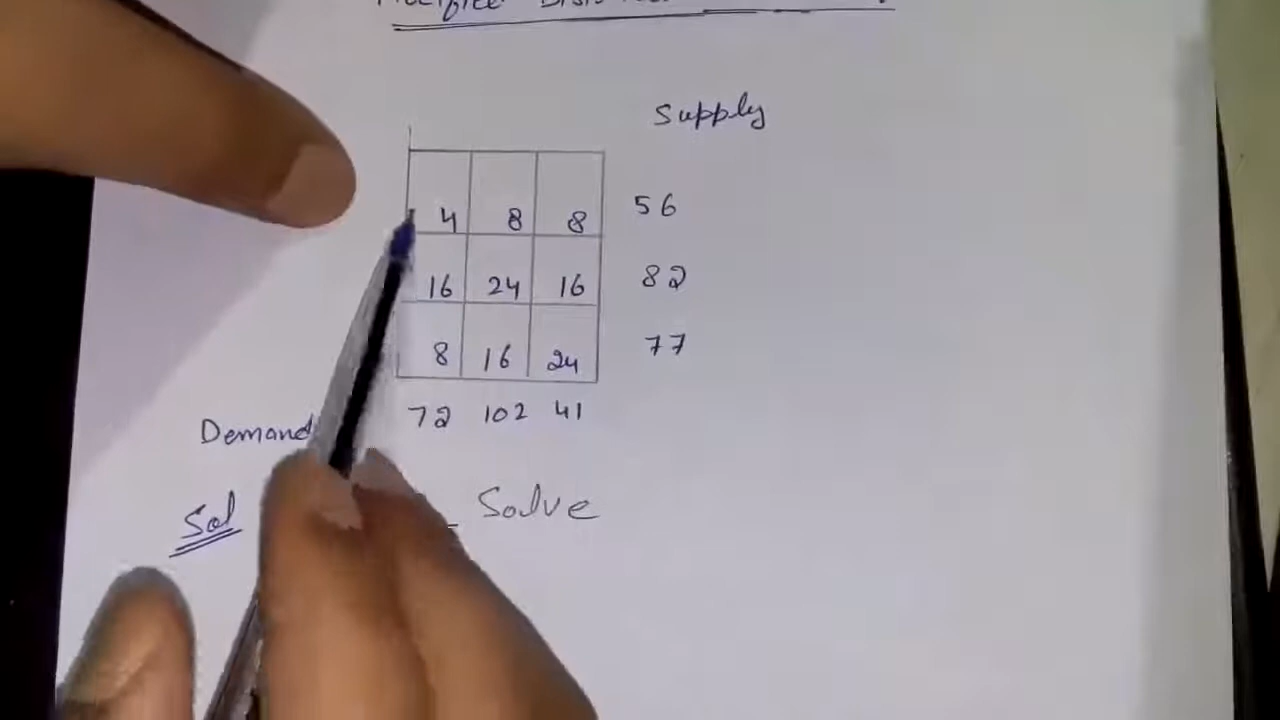 Supply
4 8 8 56
16 24 16 82
8 16 24 77
Demand 72 102 41
Sol Solve